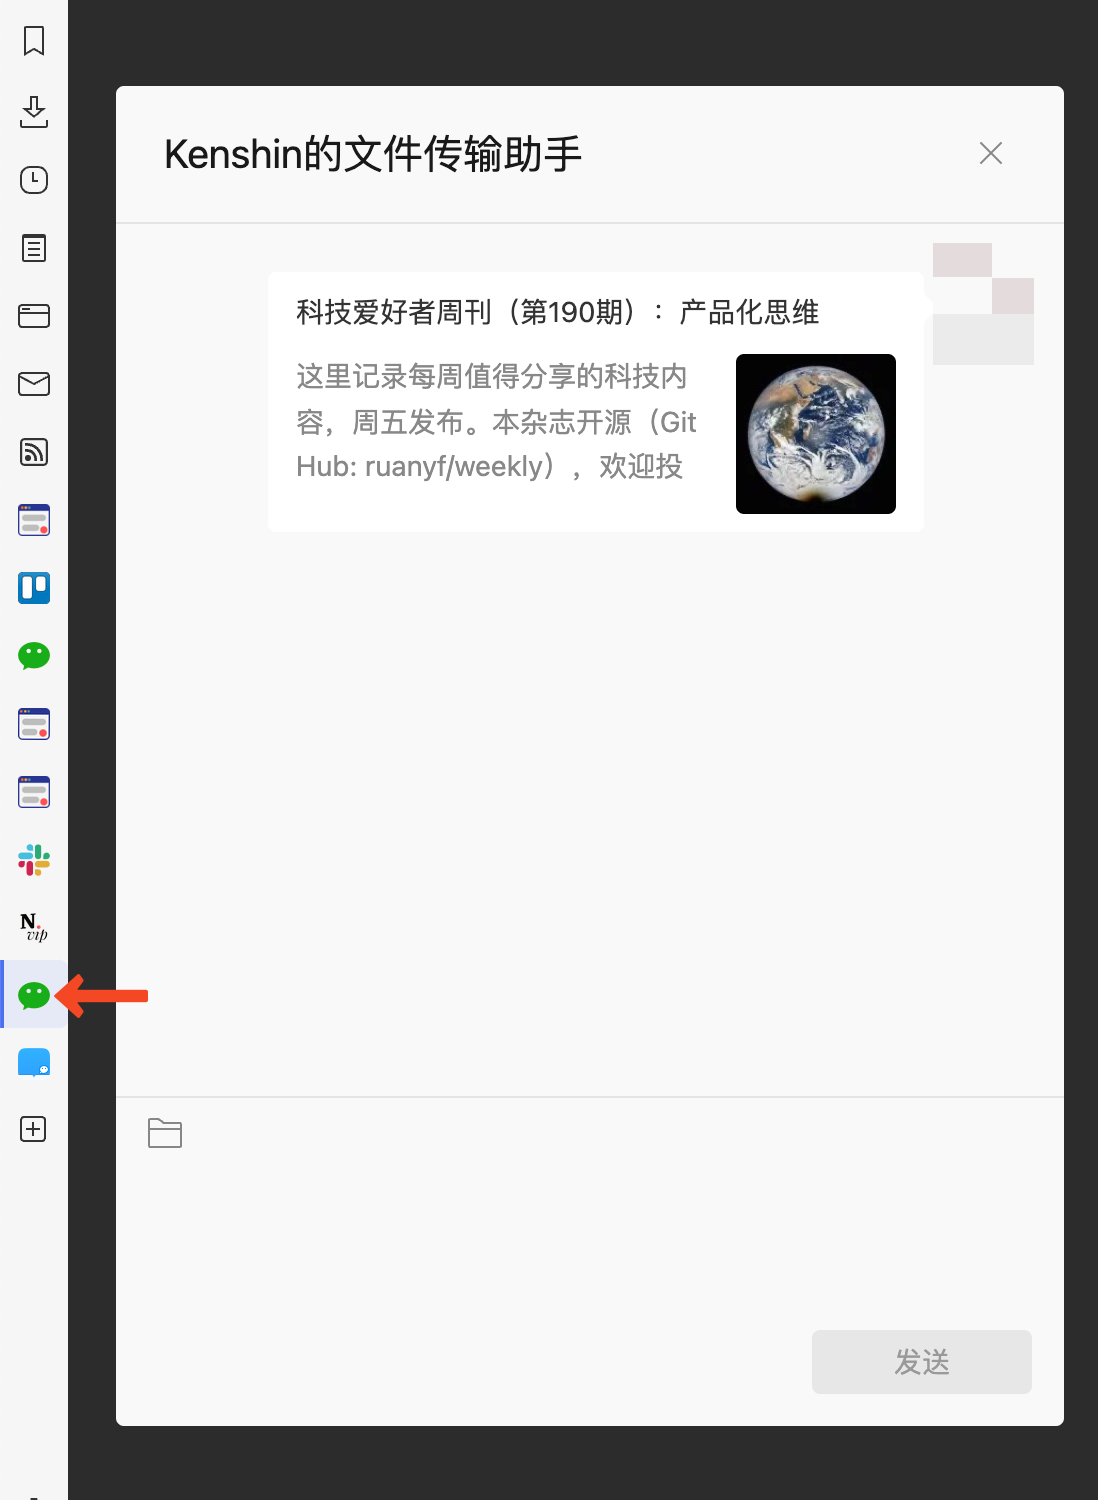 Kenshin的文件传输助手
科技爱好者周刊（第190期）：产品化思维
这里记录每周值得分享的科技内
容，周五发布。本杂志开源（Git
Hub: ruanyf/weekly），欢迎投
N.
vip
发送